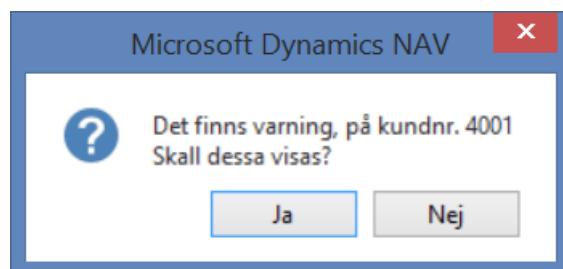 Microsoft Dynamics NAV
Det finns varning, på kundnr. 4001
Skall dessa visas?
Ja
Nej